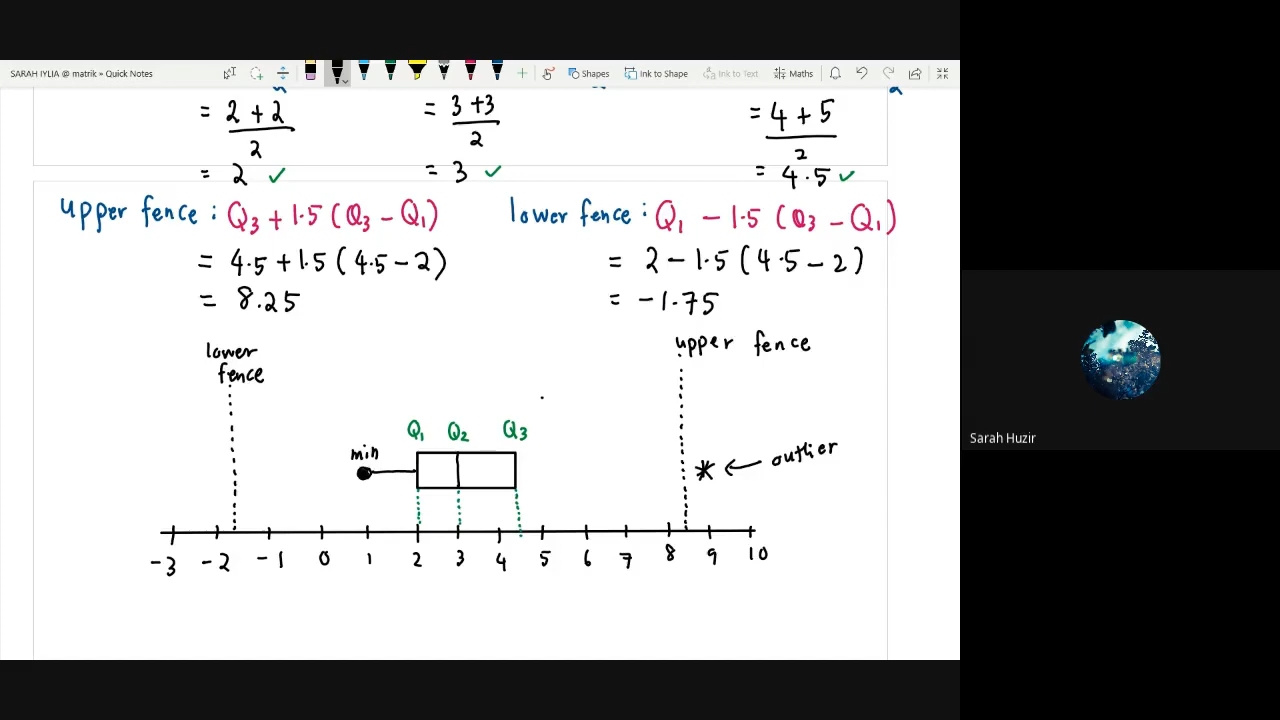 SARAH IYLIA @ matrik » Quick Notes
Shapes
Ink to Shape
Ink to Text
Maths
= 2 + 2 / 2
= 3 + 3 / 2
= 4 + 5 / 2
2
= 2 ✓
= 3 ✓
= 4.5 ✓
upper fence : Q3 + 1.5 ( Q3 - Q1 )
= 4.5 + 1.5 ( 4.5 - 2 )
= 8.25
lower fence : Q1 - 1.5 ( Q3 - Q1 )
= 2 - 1.5 ( 4.5 - 2 )
= -1.75
lower
fence
upper fence
Q1 Q2 Q3
min
outlier
-3 -2 -1 0 1 2 3 4 5 6 7 8 9 10
Sarah Huzir